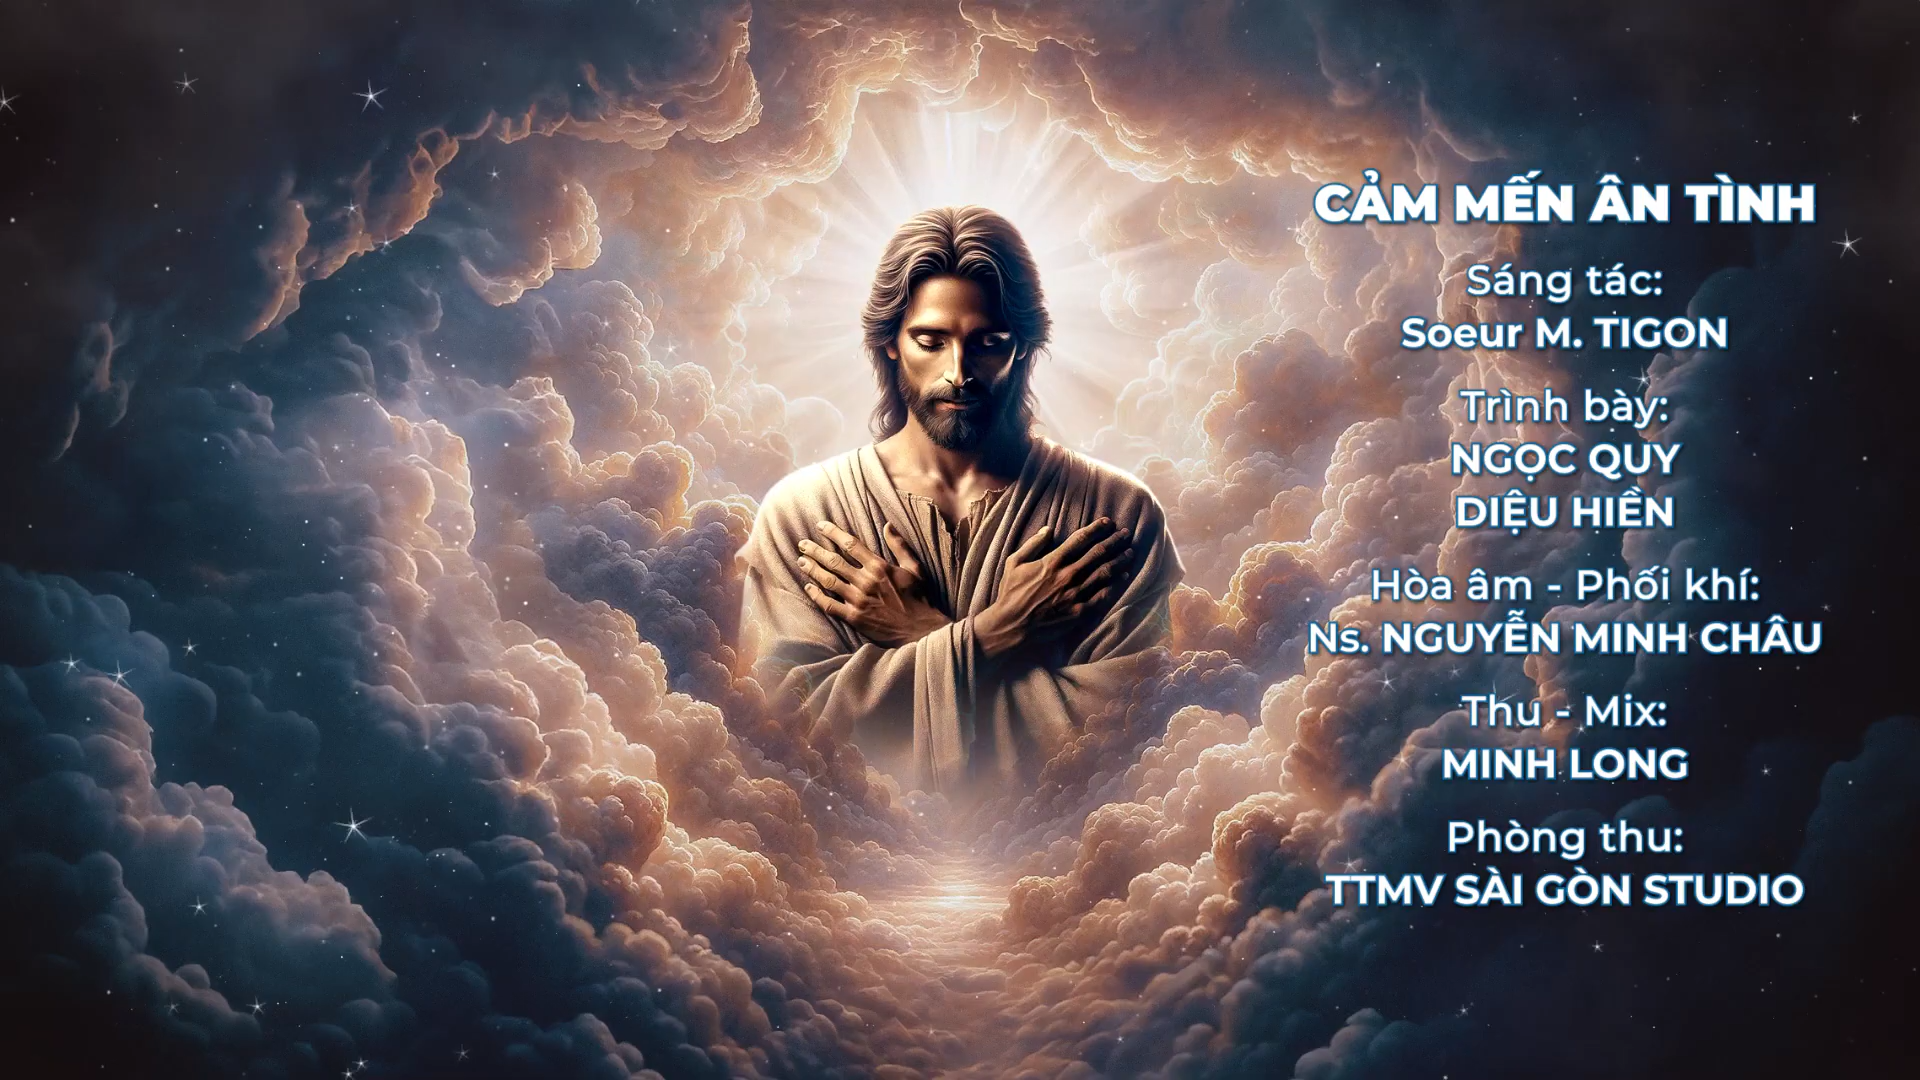 CẢM MẾN ÂN TÌNH
Sáng tác:
Soeur M. TIGON
Trình bày:
NGỌC QUY
DIỆU HIỀN
Hòa âm - Phối khí:
Ns. NGUYỄN MINH CHÂU
Thu - Mix:
MINH LONG
Phòng thu:
TTMV SÀI GÒN STUDIO